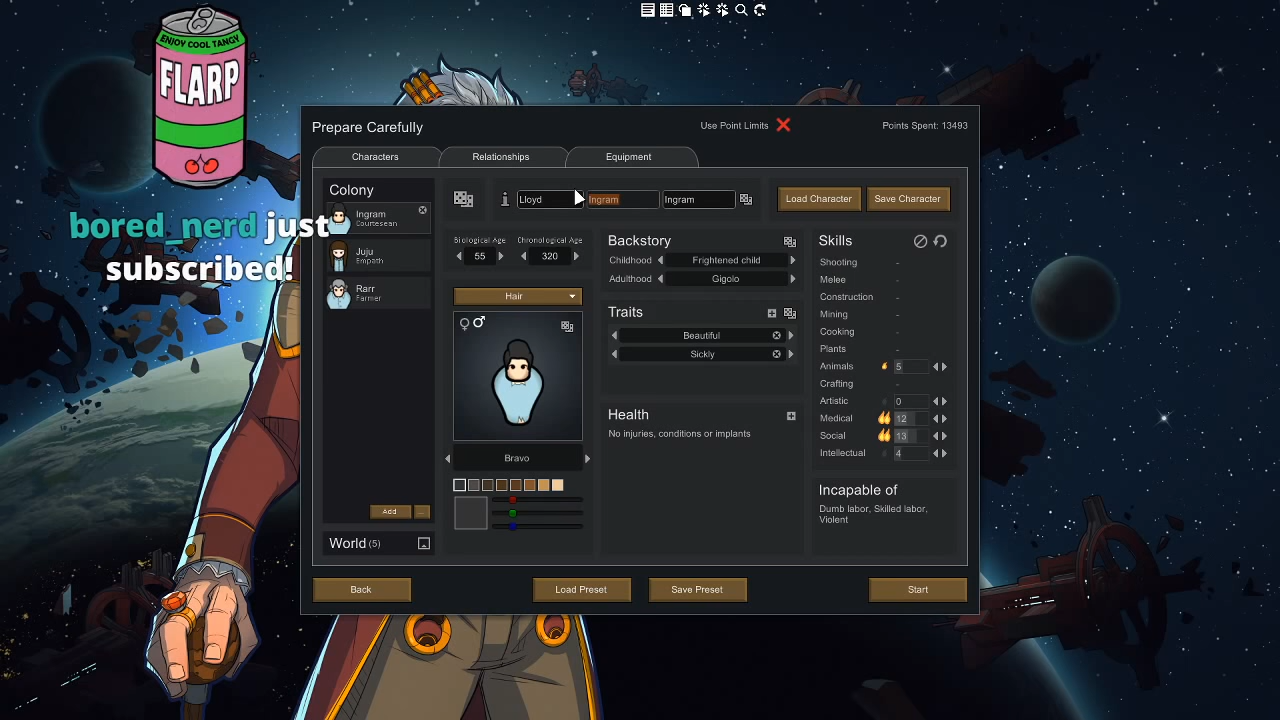 ENJOY COOL TANGY
FLARP
bored_nerd just
subscribed!
Prepare Carefully
Use Point Limits
Points Spent: 13493
Characters
Relationships
Equipment
Colony
Ingram
Courtesean
Juju
Empath
Rarr
Farmer
Add
...
World (5)
Lloyd
Ingram
Ingram
Load Character
Save Character
Biological Age
Chronological Age
55
320
Hair
Bravo
Backstory
Childhood
Frightened child
Adulthood
Gigolo
Traits
Beautiful
Sickly
Health
No injuries, conditions or implants
Skills
Shooting -
Melee -
Construction -
Mining -
Cooking -
Plants -
Animals 5
Crafting -
Artistic 0
Medical 12
Social 13
Intellectual 4
Incapable of
Dumb labor, Skilled labor,
Violent
Back
Load Preset
Save Preset
Start